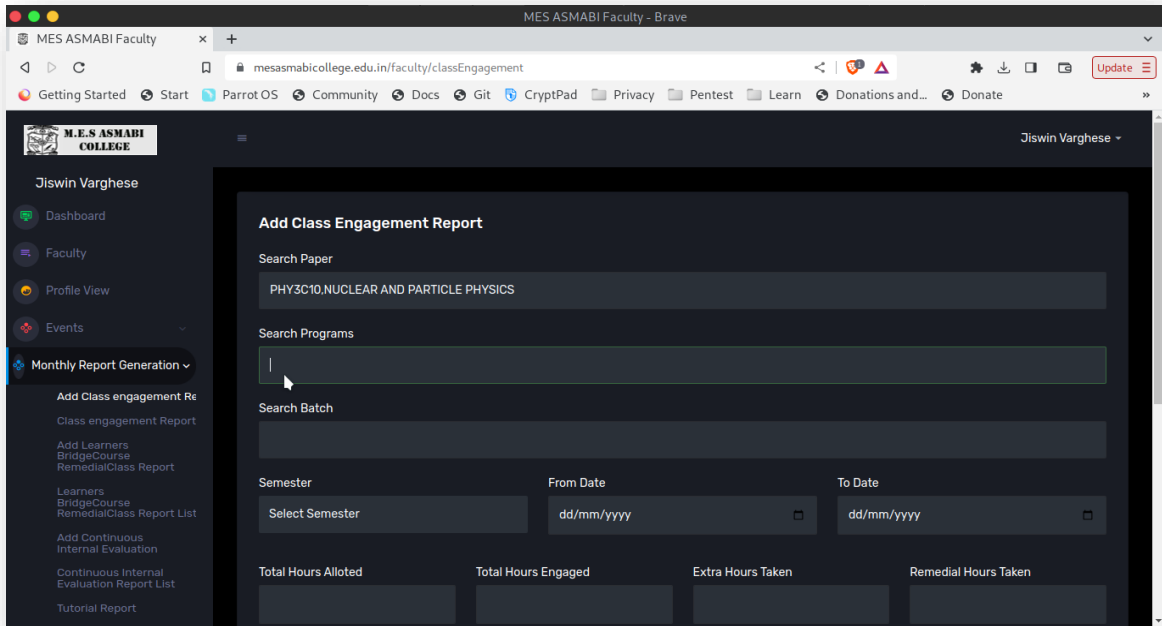 MES ASMABI Faculty - Brave
MES ASMABI Faculty
mesasmabicollege.edu.in/faculty/classEngagement
1
Update
Getting Started Start Parrot OS Community Docs Git CryptPad Privacy Pentest Learn Donations and... Donate
M.E.S ASMABI
COLLEGE
Jiswin Varghese
Jiswin Varghese
Dashboard
Faculty
Profile View
Events
Monthly Report Generation
Add Class engagement Re
Class engagement Report
Add Learners
BridgeCourse
RemedialClass Report
Learners
BridgeCourse
RemedialClass Report List
Add Continuous
Internal Evaluation
Continuous Internal
Evaluation Report List
Tutorial Report
Add Class Engagement Report
Search Paper
PHY3C10,NUCLEAR AND PARTICLE PHYSICS
Search Programs
Search Batch
Semester From Date To Date
Select Semester dd/mm/yyyy dd/mm/yyyy
Total Hours Alloted Total Hours Engaged Extra Hours Taken Remedial Hours Taken